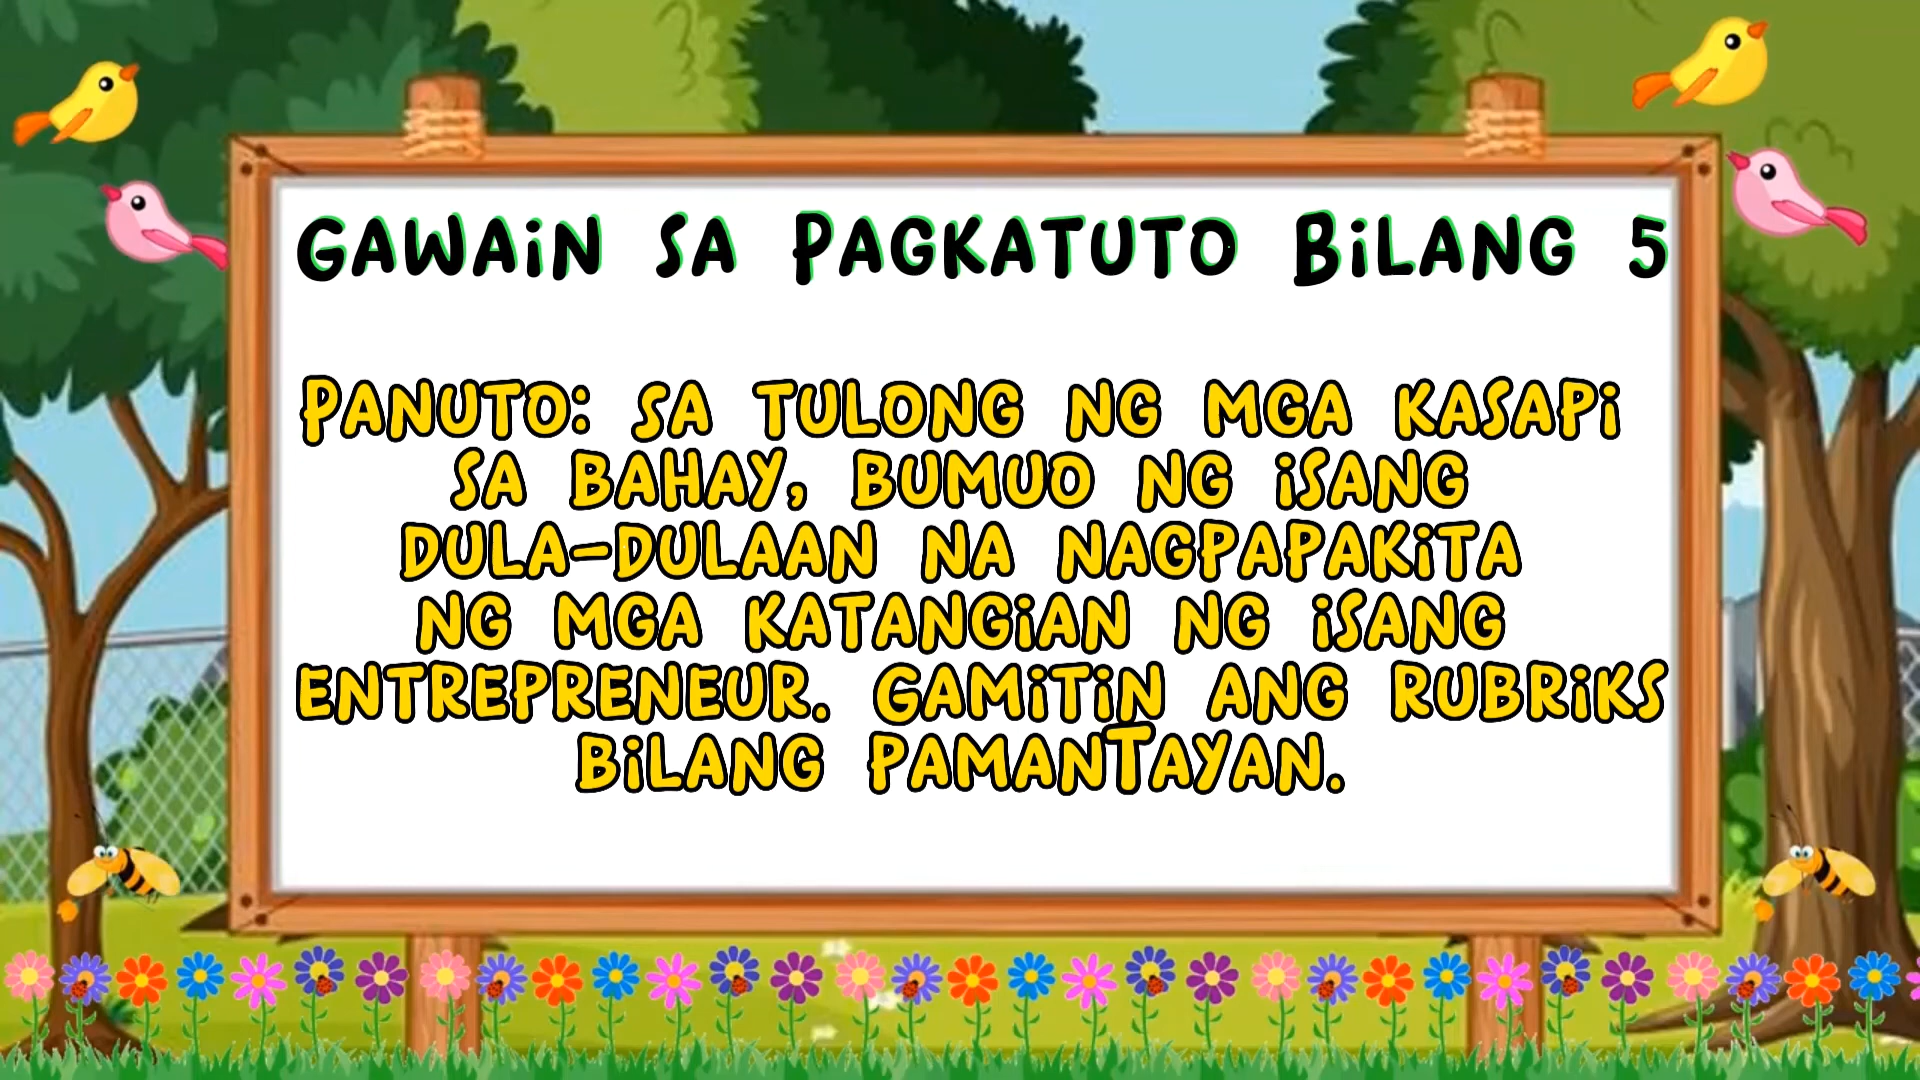 GAWAIN SA PAGKATUTO BILANG 5
PANUTO: SA TULONG NG MGA KASAPI
SA BAHAY, BUMUO NG ISANG
DULA-DULAAN NA NAGPAPAKITA
NG MGA KATANGIAN NG ISANG
ENTREPRENEUR. GAMITIN ANG RUBRIKS
BILANG PAMANTAYAN.